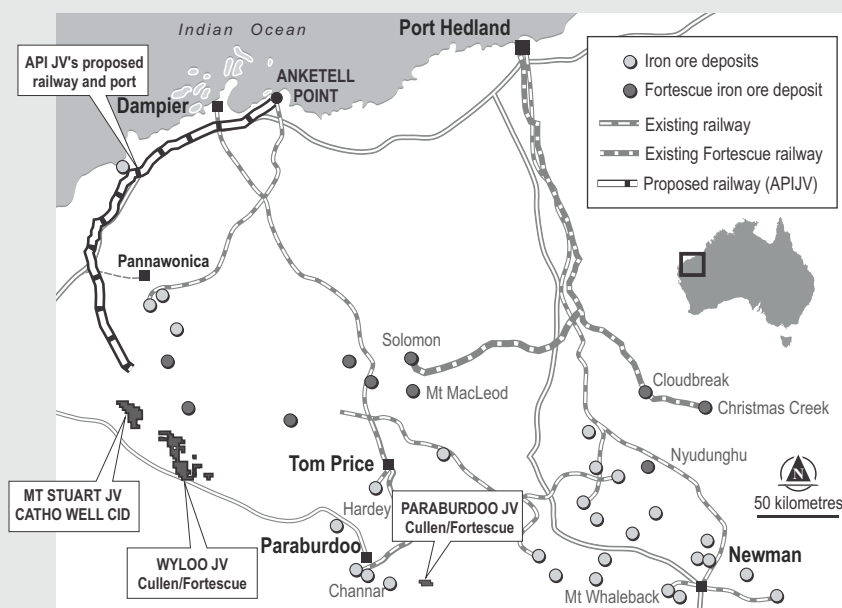 Indian Ocean
Port Hedland
API JV's proposed
railway and port
ANKETELL
POINT
Dampier
Iron ore deposits
Fortescue iron ore deposit
Existing railway
Existing Fortescue railway
Proposed railway (APIJV)
Pannawonica
Solomon
Mt MacLeod
Cloudbreak
Christmas Creek
Nyudunghu
Tom Price
Hardey
MT STUART JV
CATHO WELL CID
WYLOO JV
Cullen/Fortescue
PARABURDOO JV
Cullen/Fortescue
Paraburdoo
Channar
Mt Whaleback
Newman
N
50 kilometres